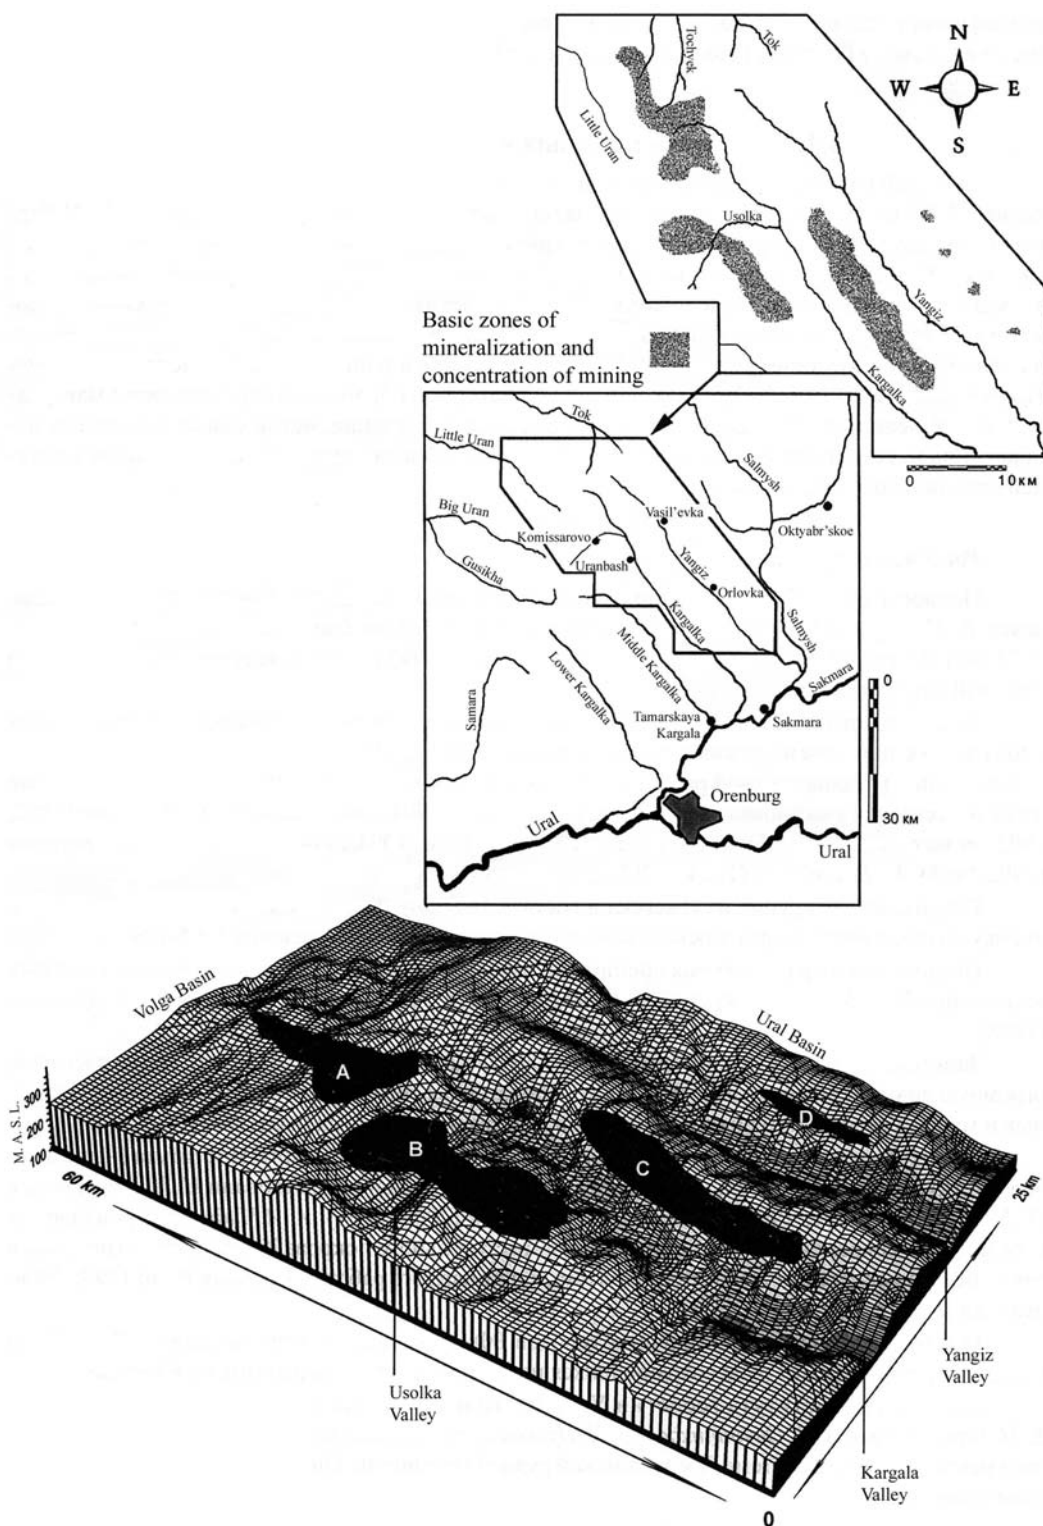 N
W
E
S
Tochyek
Tok
Little Uran
Usolka
Yangiz
Kargalka
Basic zones of
mineralization and
concentration of mining
0
10км
Tok
Little Uran
Salmysh
Big Uran
Vasil'evka
Oktyabr'skoe
Komissarovo
Gusikha
Uranbash
Yangiz
Orlovka
Kargalka
Salmysh
Middle Kargalka
Lower Kargalka
Samara
Sakmara
0
Tamarskaya
Kargala
Sakmara
Orenburg
30 км
Ural
Ural
Volga Basin
Ural Basin
M. A. S. L.
300
200
100
A
B
C
D
60 km
25 km
Usolka
Valley
Yangiz
Valley
Kargala
Valley
0